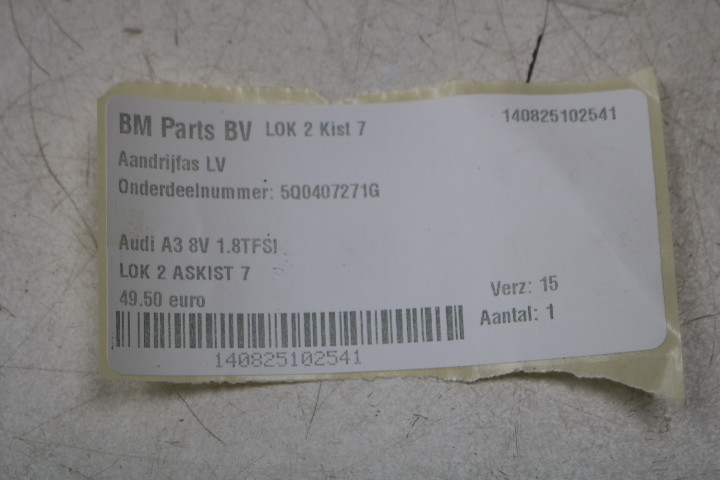 BM Parts BV LOK 2 Kist 7 140825102541
Aandrijfas LV
Onderdeelnummer: 5Q0407271G
Audi A3 8V 1.8TFSI
LOK 2 ASKIST 7
49.50 euro
Verz: 15
Aantal: 1
140825102541